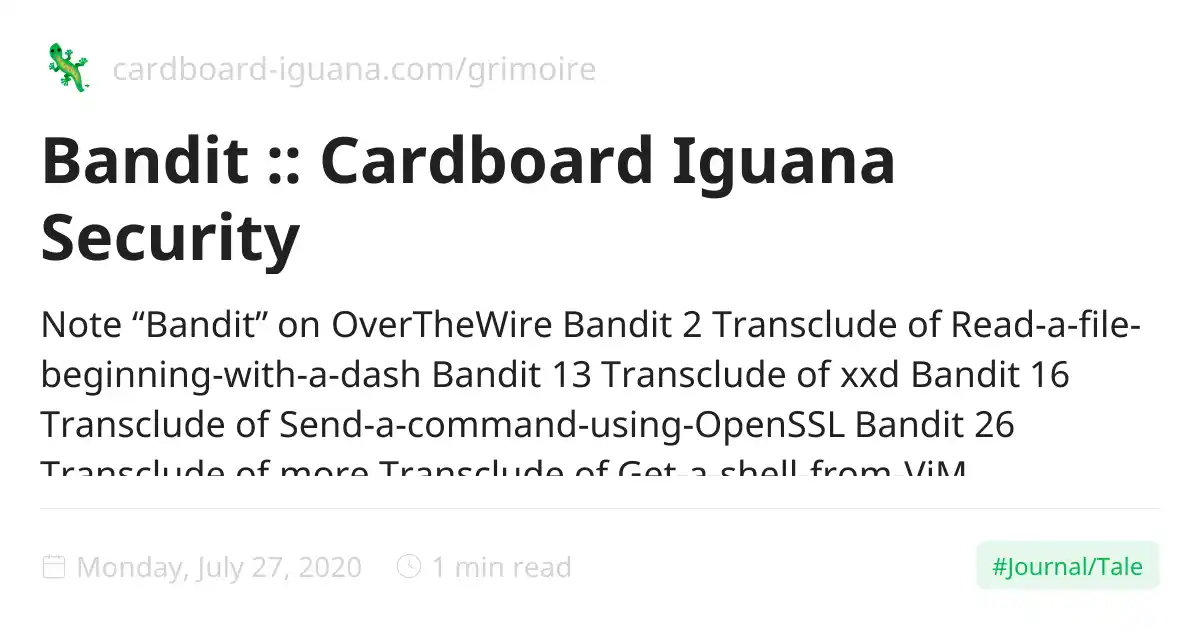 cardboard-iguana.com/grimoire
Bandit :: Cardboard Iguana
Security
Note “Bandit” on OverTheWire Bandit 2 Transclude of Read-a-file-
beginning-with-a-dash Bandit 13 Transclude of xxd Bandit 16
Transclude of Send-a-command-using-OpenSSL Bandit 26
Transclude of more Transclude of Get-a-shell-from-ViM
Monday, July 27, 2020
1 min read
#Journal/Tale